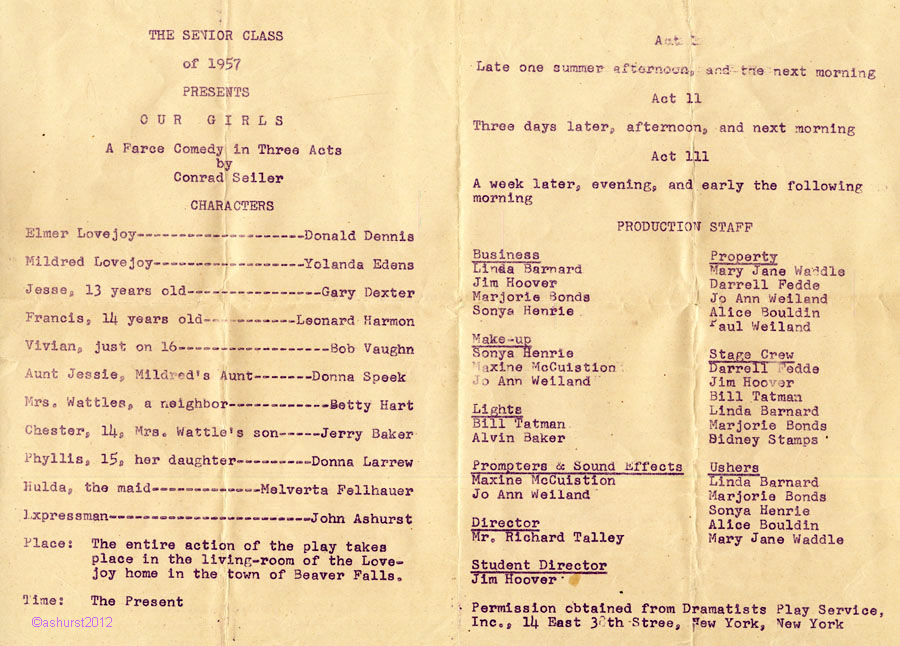 THE SENIOR CLASS
of 1957
PRESENTS
O U R G I R L S
A Farce Comedy in Three Acts
by
Conrad Seiler
CHARACTERS
Elmer Lovejoy--------------------Donald Dennis
Mildred Lovejoy------------------Yolanda Edens
Jesse, 13 years old----------------Gary Dexter
Francis, 14 years old-----------Leonard Harmon
Vivian, just on 16------------------Bob Vaughn
Aunt Jessie, Mildred's Aunt-------Donna Speek
Mrs. Wattles, a neighbor------------Betty Hart
Chester, 14, Mrs. Wattle's son-----Jerry Baker
Phyllis, 15, her daughter---------Donna Larrew
Hulda, the maid-------------Melverta Fellhauer
Expressman------------------------John Ashurst
Place: The entire action of the play takes
place in the living-room of the Love-
joy home in the town of Beaver Falls.
Time: The Present
©ashurst2012
Act
Late one summer afternoon, and the next morning
Act 11
Three days later, afternoon, and next morning
Act 111
A week later, evening, and early the following
morning
PRODUCTION STAFF
Business
Linda Barnard
Jim Hoover
Marjorie Bonds
Sonya Henrie
Make-up
Sonya Henrie
Maxine McCuistion
Jo Ann Weiland
Lights
Bill Tatman
Alvin Baker
Prompters & Sound Effects
Maxine McCuistion
Jo Ann Weiland
Director
Mr. Richard Talley
Student Director
Jim Hoover
Property
Mary Jane Waddle
Darrell Fedde
Jo Ann Weiland
Alice Bouldin
Paul Weiland
Stage Crew
Darrell Fedde
Jim Hoover
Bill Tatman
Linda Barnard
Marjorie Bonds
Sidney Stamps
Ushers
Linda Barnard
Marjorie Bonds
Sonya Henrie
Alice Bouldin
Mary Jane Waddle
Permission obtained from Dramatists Play Service,
Inc., 14 East 38th Stree, New York, New York